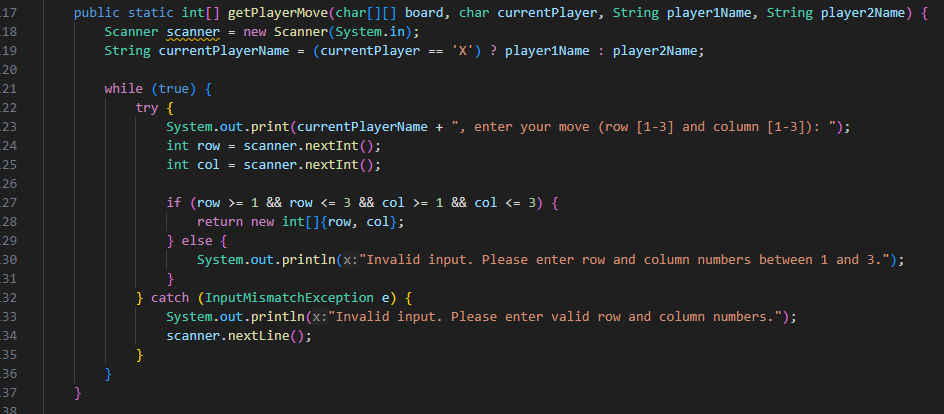 .17 public static int[] getPlayerMove(char[][] board, char currentPlayer, String player1Name, String player2Name) {
.18 Scanner scanner = new Scanner(System.in);
.19 String currentPlayerName = (currentPlayer == 'X') ? player1Name : player2Name;
.20
.21 while (true) {
.22 try {
.23 System.out.print(currentPlayerName + ", enter your move (row [1-3] and column [1-3]): ");
.24 int row = scanner.nextInt();
.25 int col = scanner.nextInt();
.26
.27 if (row >= 1 && row <= 3 && col >= 1 && col <= 3) {
.28 return new int[]{row, col};
.29 } else {
.30 System.out.println(x:"Invalid input. Please enter row and column numbers between 1 and 3.");
.31 }
.32 } catch (InputMismatchException e) {
.33 System.out.println(x:"Invalid input. Please enter valid row and column numbers.");
.34 scanner.nextLine();
.35 }
.36 }
.37 }
.38